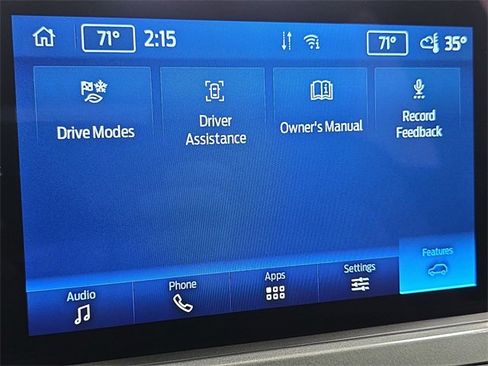 71° 2:15 71° 35°
Drive Modes
Driver
Assistance
Owner's Manual
Record
Feedback
Audio
Phone
Apps
Settings
Features